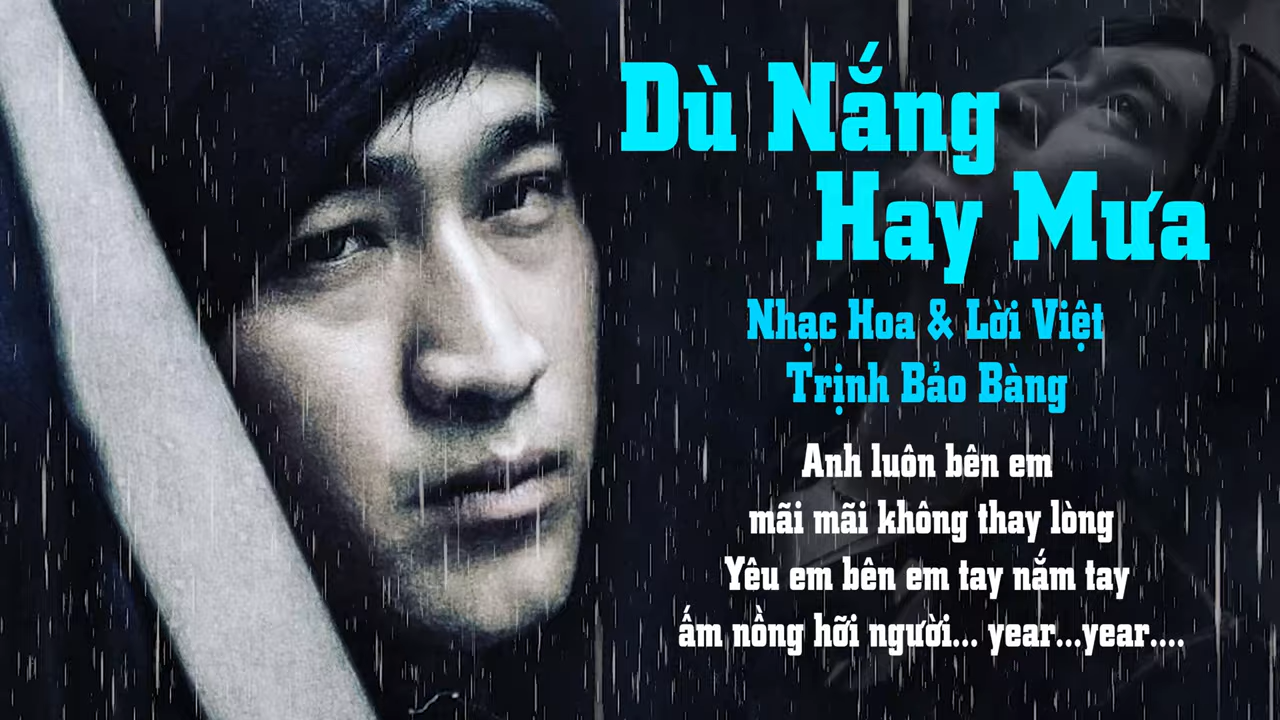 Dù Nắng
Hay Mưa
Nhạc Hoa & Lời Việt
Trịnh Bảo Bàng
Anh luôn bên em
mãi mãi không thay lòng
Yêu em bên em tay nắm tay
ấm nồng hỡi người... year...year....